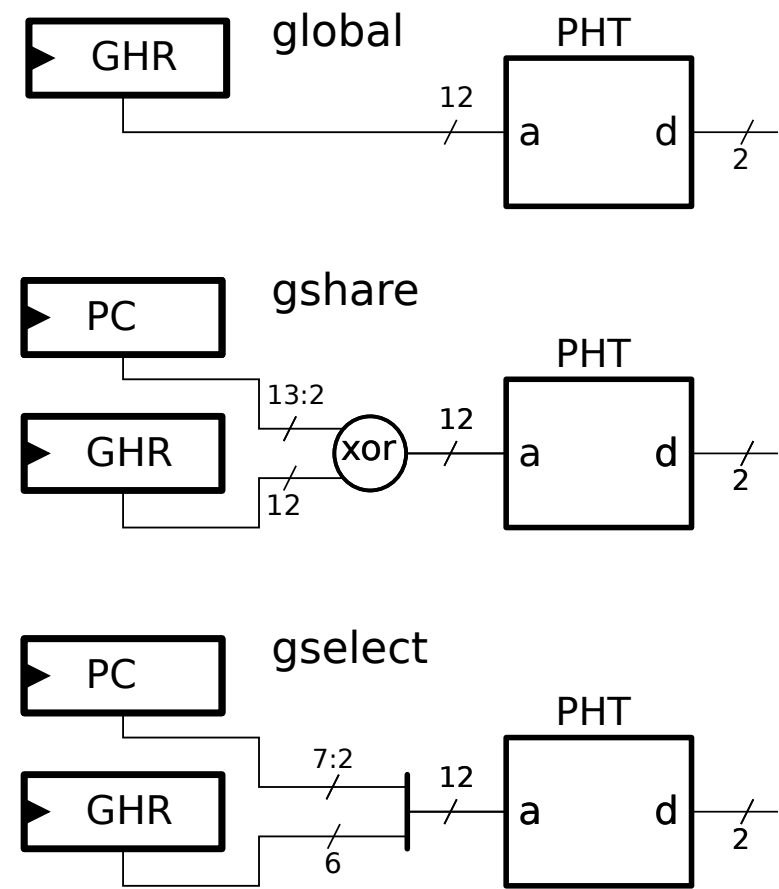 global
PHT
GHR
12
a
d
2
gshare
PC
PHT
13:2
12
GHR
xor
a
d
12
2
gselect
PC
PHT
7:2
12
GHR
a
d
6
2